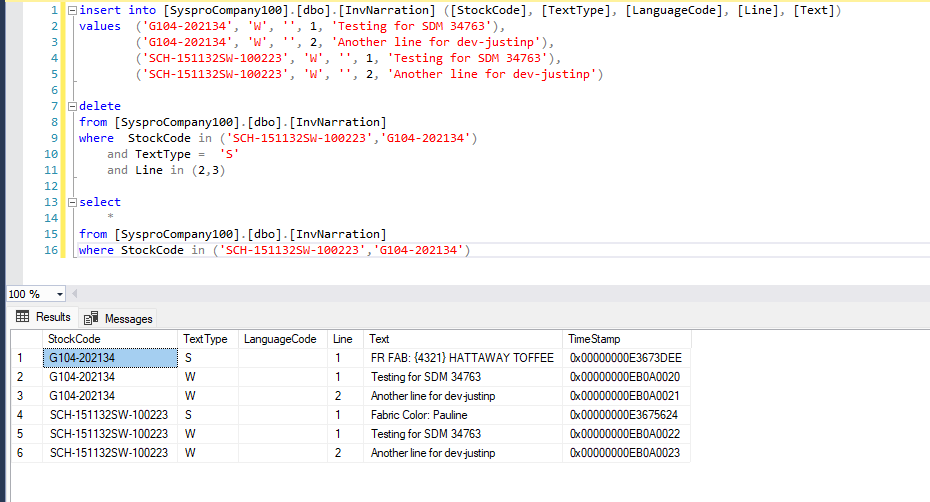 1 insert into [SysproCompany100].[dbo].[InvNarration] ([StockCode], [TextType], [LanguageCode], [Line], [Text])
2 values  ('G104-202134', 'W', '', 1, 'Testing for SDM 34763'),
3         ('G104-202134', 'W', '', 2, 'Another line for dev-justinp'),
4         ('SCH-151132SW-100223', 'W', '', 1, 'Testing for SDM 34763'),
5         ('SCH-151132SW-100223', 'W', '', 2, 'Another line for dev-justinp')
6
7 delete
8 from [SysproCompany100].[dbo].[InvNarration]
9 where  StockCode in ('SCH-151132SW-100223','G104-202134')
10     and TextType =  'S'
11     and Line in (2,3)
12
13 select
14     *
15 from [SysproCompany100].[dbo].[InvNarration]
16 where StockCode in ('SCH-151132SW-100223','G104-202134')
100 %
Results Messages
StockCode TextType LanguageCode Line Text TimeStamp
1 G104-202134 S 1 FR FAB: {4321} HATTAWAY TOFFEE 0x00000000E3673DEE
2 G104-202134 W 1 Testing for SDM 34763 0x00000000EB0A0020
3 G104-202134 W 2 Another line for dev-justinp 0x00000000EB0A0021
4 SCH-151132SW-100223 S 1 Fabric Color: Pauline 0x00000000E3675624
5 SCH-151132SW-100223 W 1 Testing for SDM 34763 0x00000000EB0A0022
6 SCH-151132SW-100223 W 2 Another line for dev-justinp 0x00000000EB0A0023